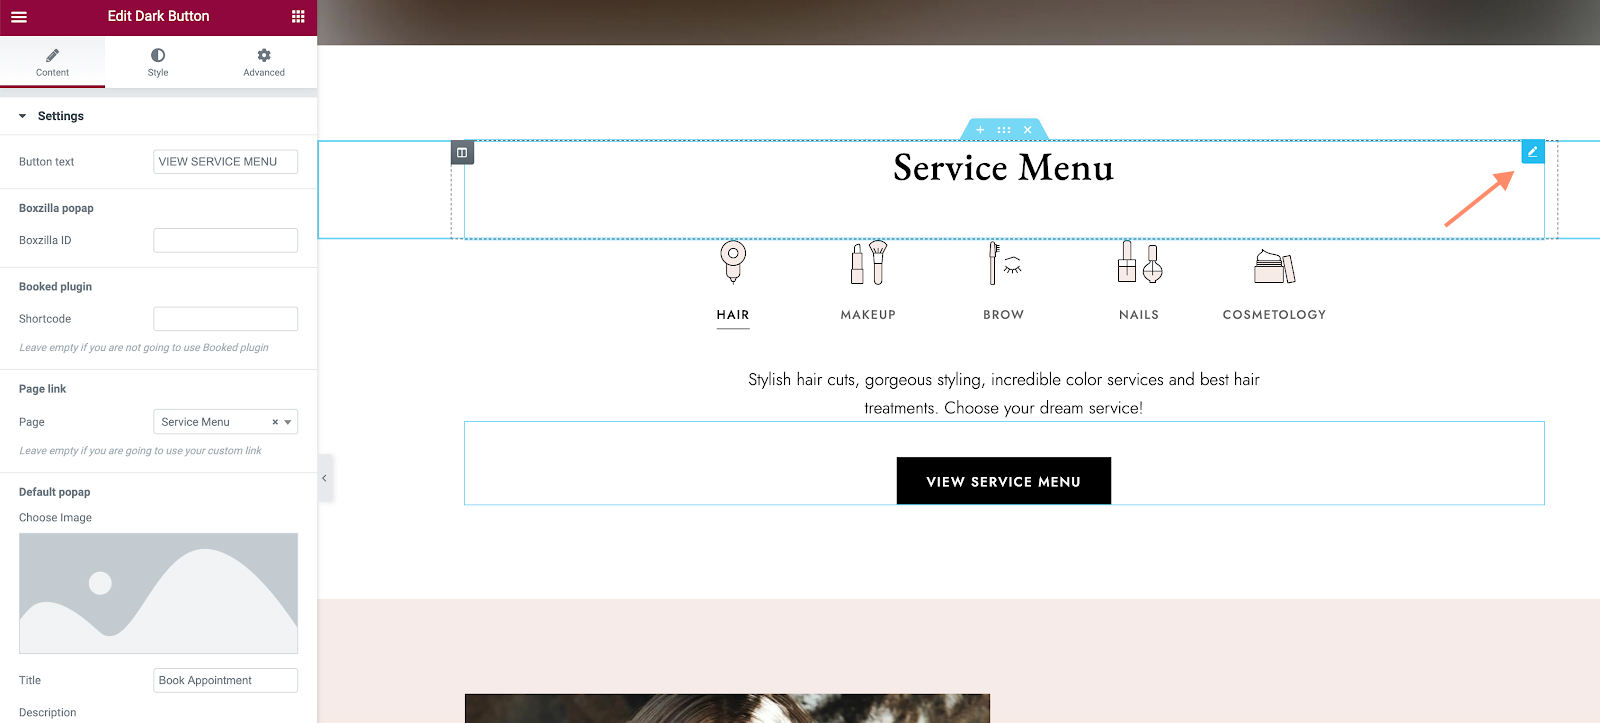 Edit Dark Button
Content
Style
Advanced
Settings
Button text
VIEW SERVICE MENU
Boxzilla popap
Boxzilla ID
Booked plugin
Shortcode
Leave empty if you are not going to use Booked plugin
Page link
Page
Service Menu
Leave empty if you are going to use your custom link
Default popap
Choose Image
Title
Book Appointment
Description
Service Menu
HAIR
MAKEUP
BROW
NAILS
COSMETOLOGY
Stylish hair cuts, gorgeous styling, incredible color services and best hair
treatments. Choose your dream service!
VIEW SERVICE MENU